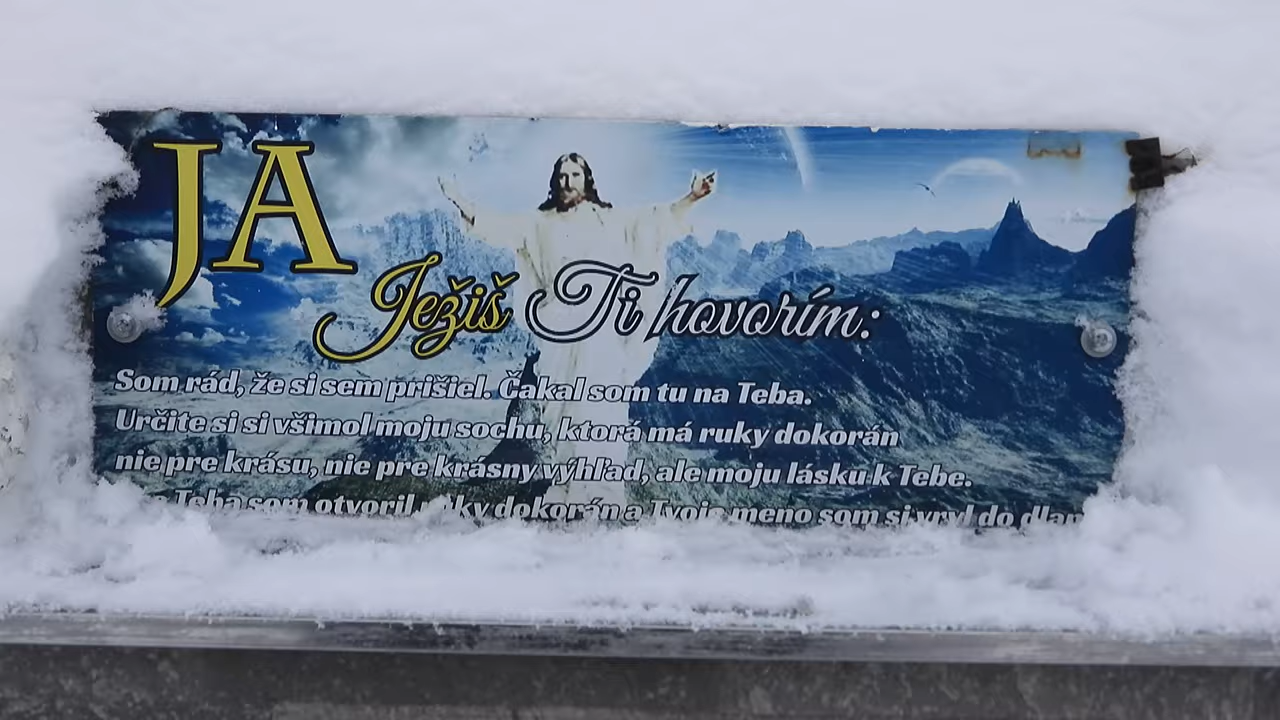 JA
Ježiš Ti hovorím:
Som rád, že si sem prišiel. Čakal som tu na Teba.
Určite si si všimol moju sochu, ktorá má ruky dokorán
nie pre krásu, nie pre krásny výhľad, ale moju lásku k Tebe.
Teba som otvoril dokorán a Tvoje meno som si vryl do